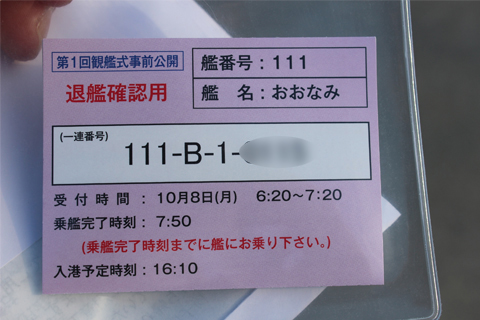 第1回観艦式事前公開
退艦確認用
艦番号：111
艦　名：おおなみ
(一連番号)
111-B-1-
受付時間：10月8日(月)　6:20～7:20
乗艦完了時刻：7:50
(乗艦完了時刻までに艦にお乗り下さい。)
入港予定時刻：16:10